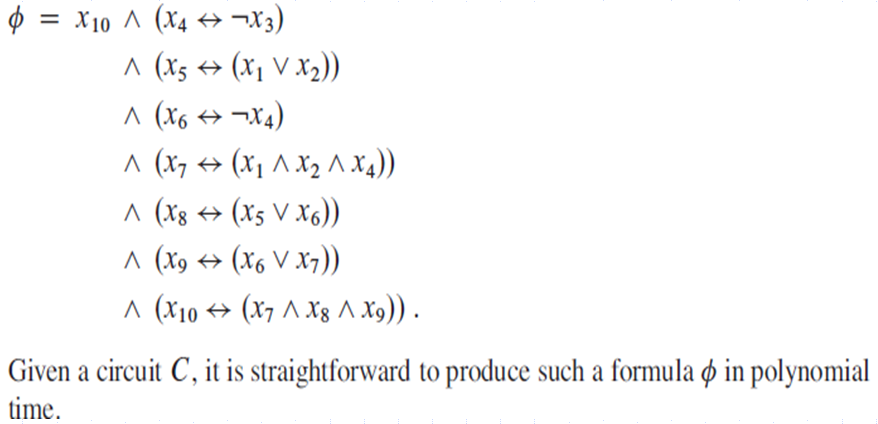 ϕ = x₁₀ ∧ (x₄ ↔ ¬x₃)
∧ (x₅ ↔ (x₁ ∨ x₂))
∧ (x₆ ↔ ¬x₄)
∧ (x₇ ↔ (x₁ ∧ x₂ ∧ x₄))
∧ (x₈ ↔ (x₅ ∨ x₆))
∧ (x₉ ↔ (x₆ ∨ x₇))
∧ (x₁₀ ↔ (x₇ ∧ x₈ ∧ x₉)) .
Given a circuit C, it is straightforward to produce such a formula ϕ in polynomial
time.